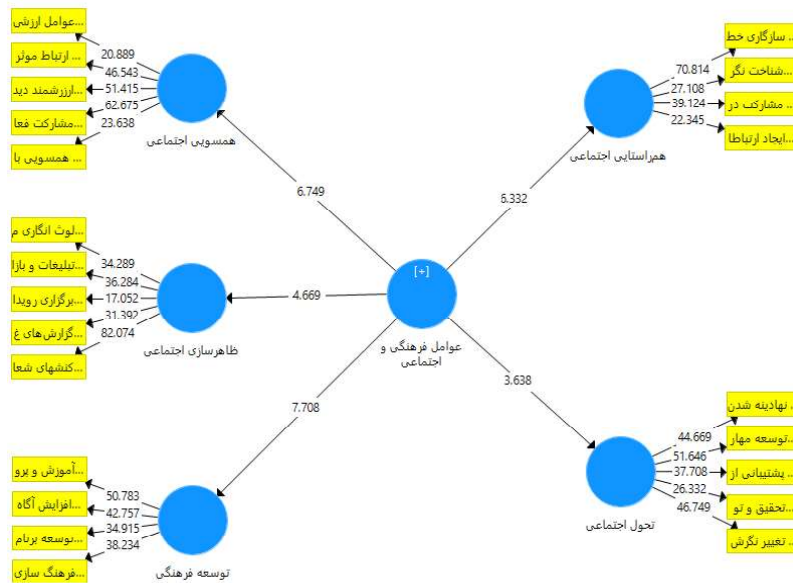 عوامل ارزشی...
ارتباط موثر ...
ارزرشمند دید...
مشارکت فعا...
همسویی با ...
20.889
46.543
51.415
62.675
23.638
همسویی اجتماعی
سازگاری خط ..
شناخت نگر...
مشارکت در ..
ایجاد ارتباطا...
70.814
27.108
39.124
22.345
هم‌راستایی اجتماعی
6.749
5.332
لوث انگاری م...
تبلیغات و بازا...
برگزاری رویدا...
گزارش‌های غ...
کنشهای شعا...
34.289
36.284
17.052
31.392
82.074
ظاهرسازی اجتماعی
4.669
[+]
عوامل فرهنگی و
اجتماعی
7.708
3.638
آموزش و پرو...
افزایش آگاه...
توسعه برنام...
فرهنگ سازی...
50.783
42.757
34.915
38.234
توسعه فرهنگی
نهادینه شدن ..
توسعه مهار...
پشتیبانی از ..
تحقیق و تو...
تغییر نگرش ..
44.669
51.646
37.708
26.332
46.749
تحول اجتماعی